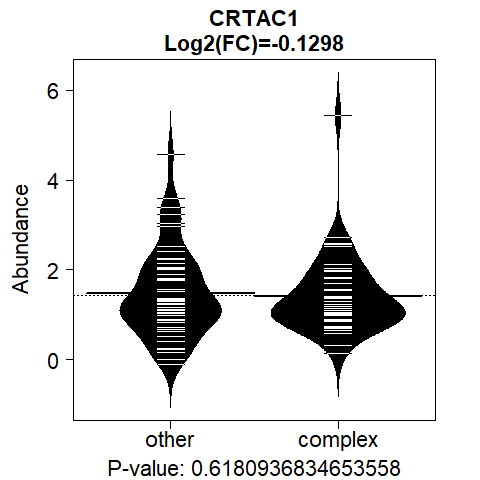 CRTAC1
Log2(FC)=-0.1298
6
4
2
0
Abundance
other complex
P-value: 0.6180936834653558